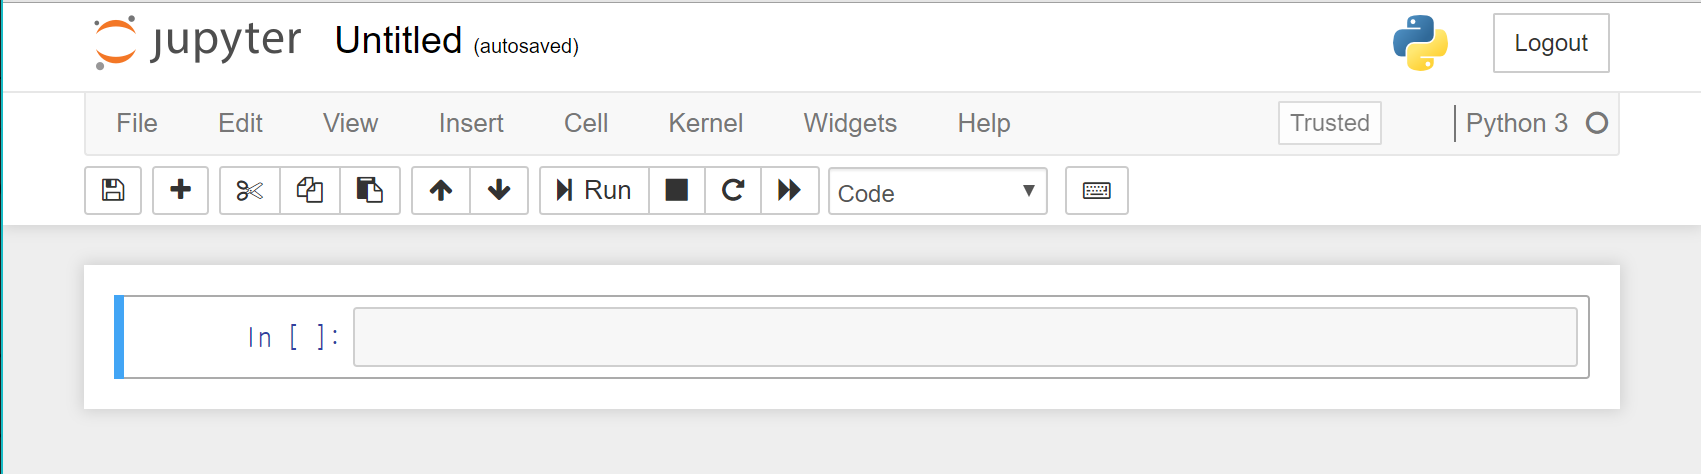 jupyter Untitled (autosaved) Logout
File Edit View Insert Cell Kernel Widgets Help Trusted Python 3
Run Code
In [ ]: